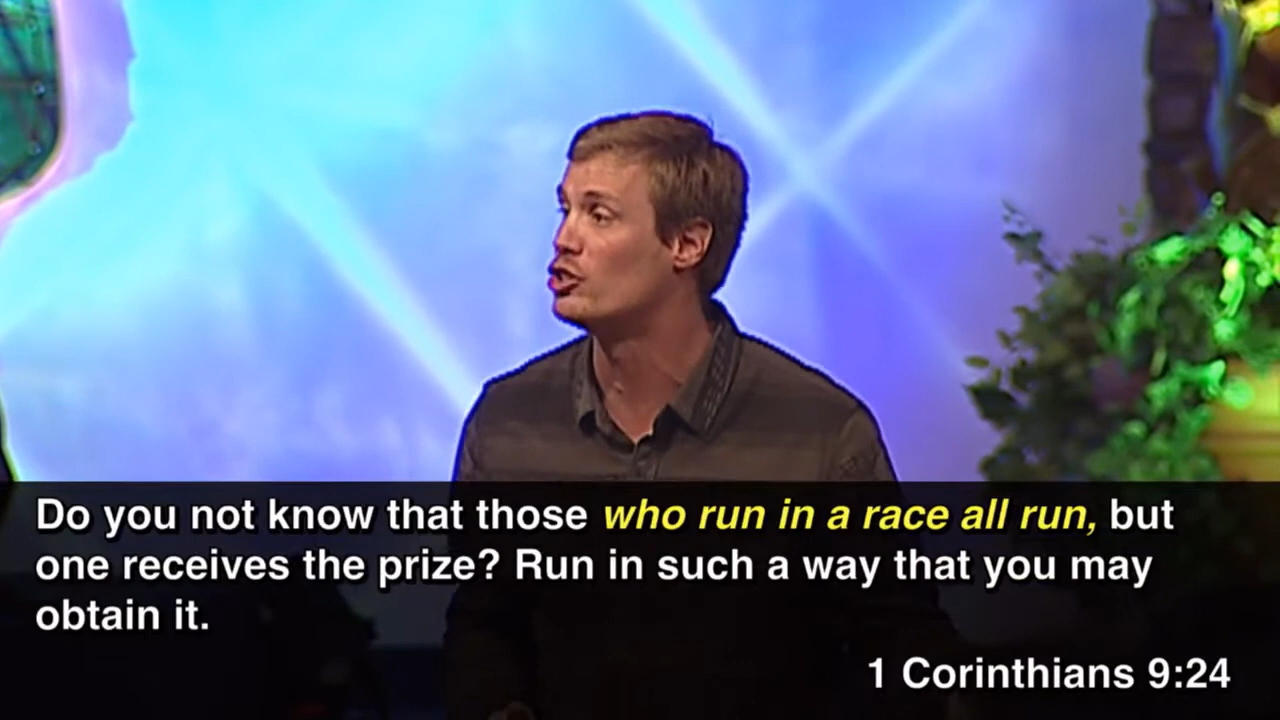 Do you not know that those who run in a race all run, but
one receives the prize? Run in such a way that you may
obtain it.
1 Corinthians 9:24